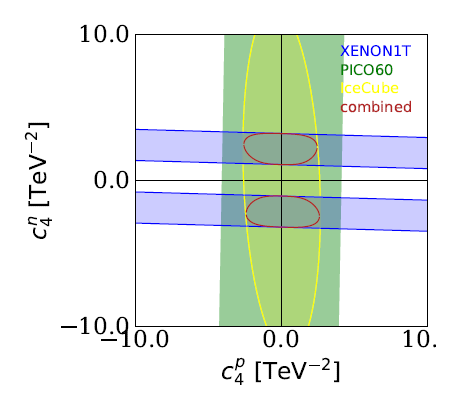 10.0
XENON1T
PICO60
IceCube
combined
0.0
−10.0
−10.0 0.0 10.
c₄ⁿ [TeV⁻²]
c₄ᵖ [TeV⁻²]